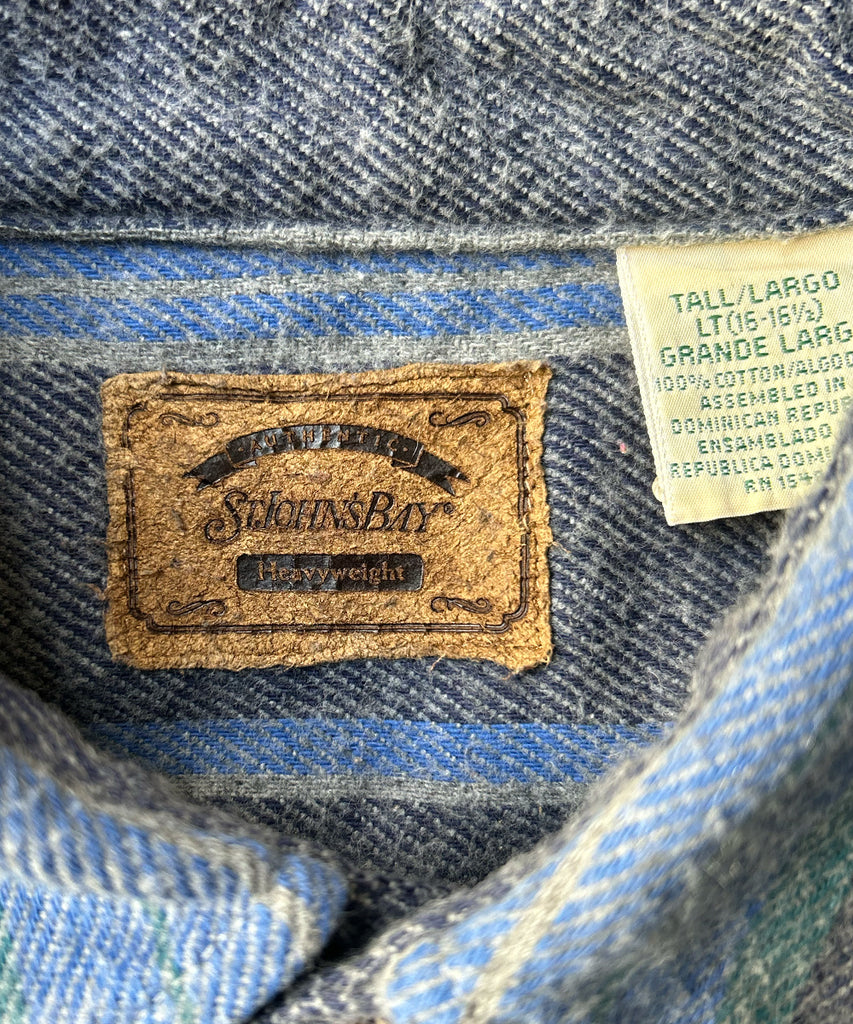 AUTHENTIC
ST. JOHN'S BAY®
Heavyweight
TALL/LARGO
LT(16-16½)
GRANDE LARG
100% COTTON/ALGOD
ASSEMBLED IN
DOMINICAN REPUB
ENSAMBLADO
REPUBLICA DOMI
RN 154